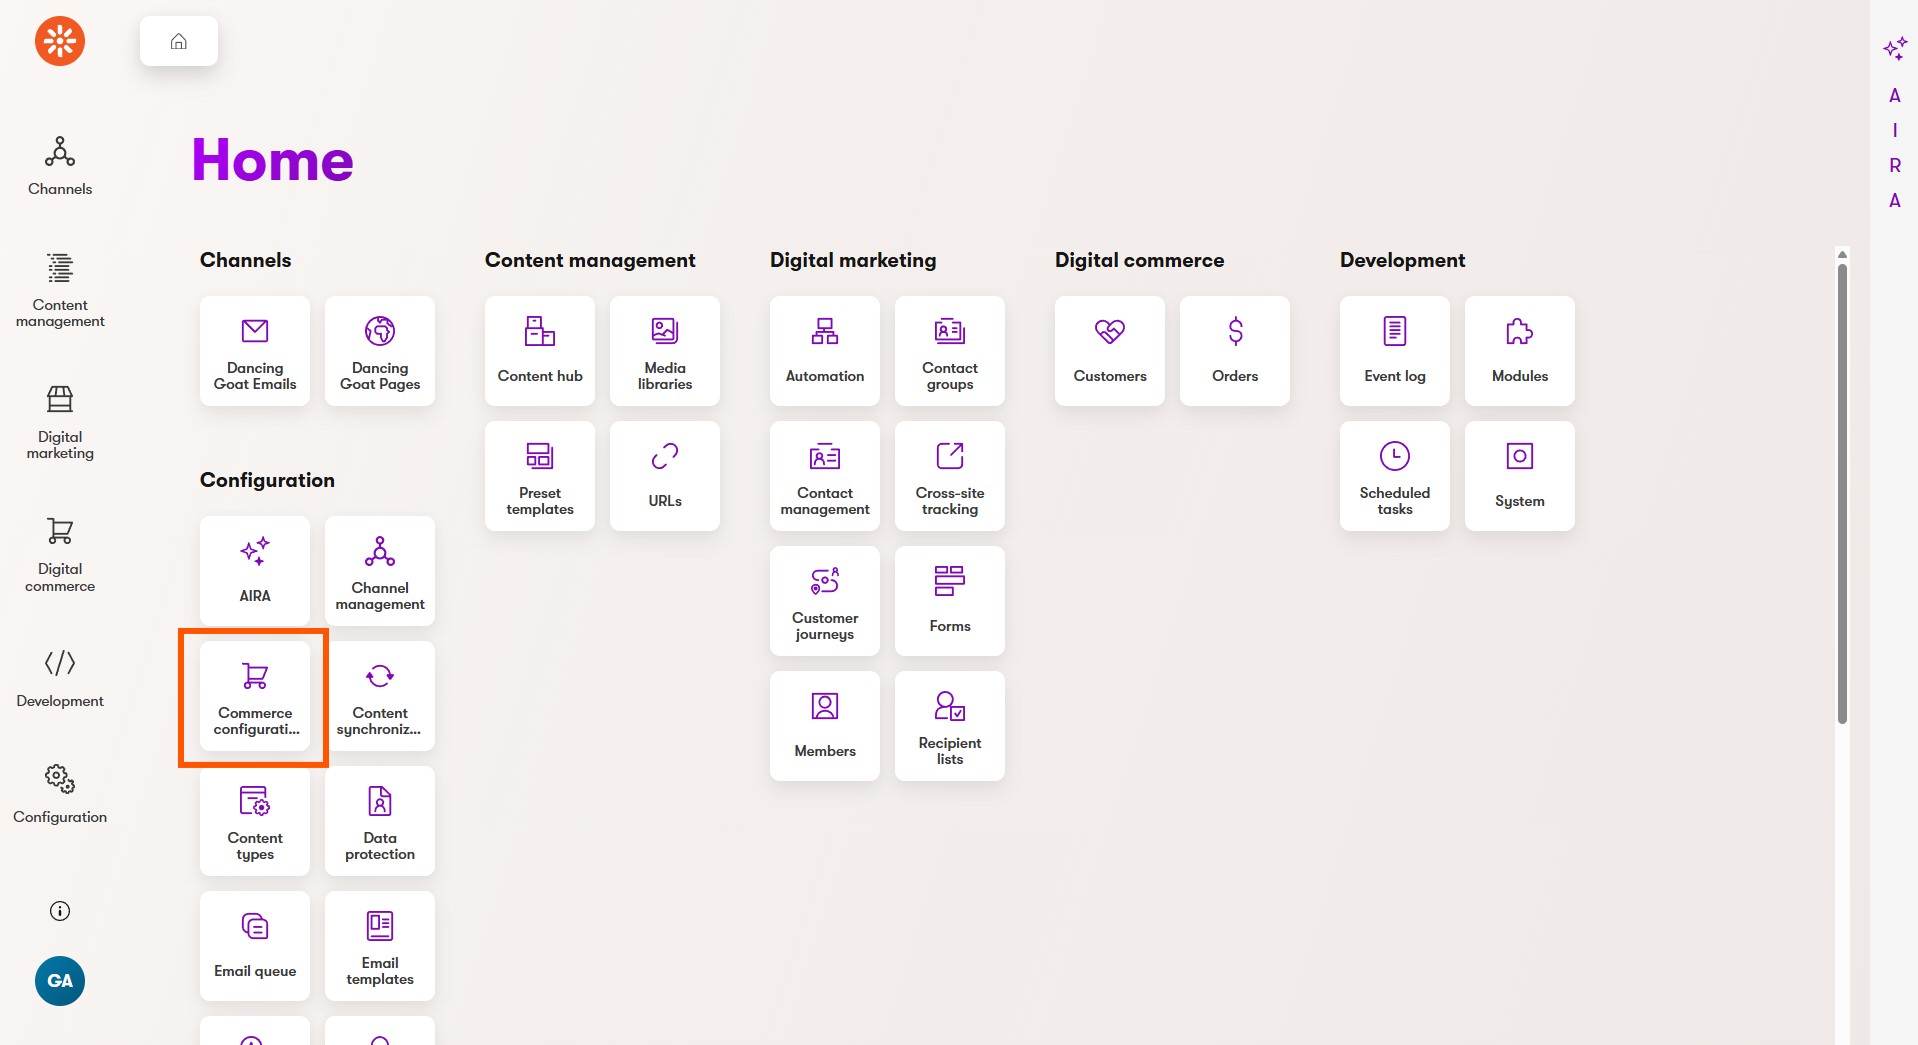 Channels
Content
management
Digital
marketing
Digital
commerce
Development
Configuration
GA
Home
Channels
Dancing
Goat Emails
Dancing
Goat Pages
Configuration
AIRA
Channel
management
Commerce
configurati...
Content
synchroniz...
Content
types
Data
protection
Email queue
Email
templates
Content management
Content hub
Media
libraries
Preset
templates
URLs
Digital marketing
Automation
Contact
groups
Contact
management
Cross-site
tracking
Customer
journeys
Forms
Members
Recipient
lists
Digital commerce
Customers
Orders
Development
Event log
Modules
Scheduled
tasks
System
A
I
R
A